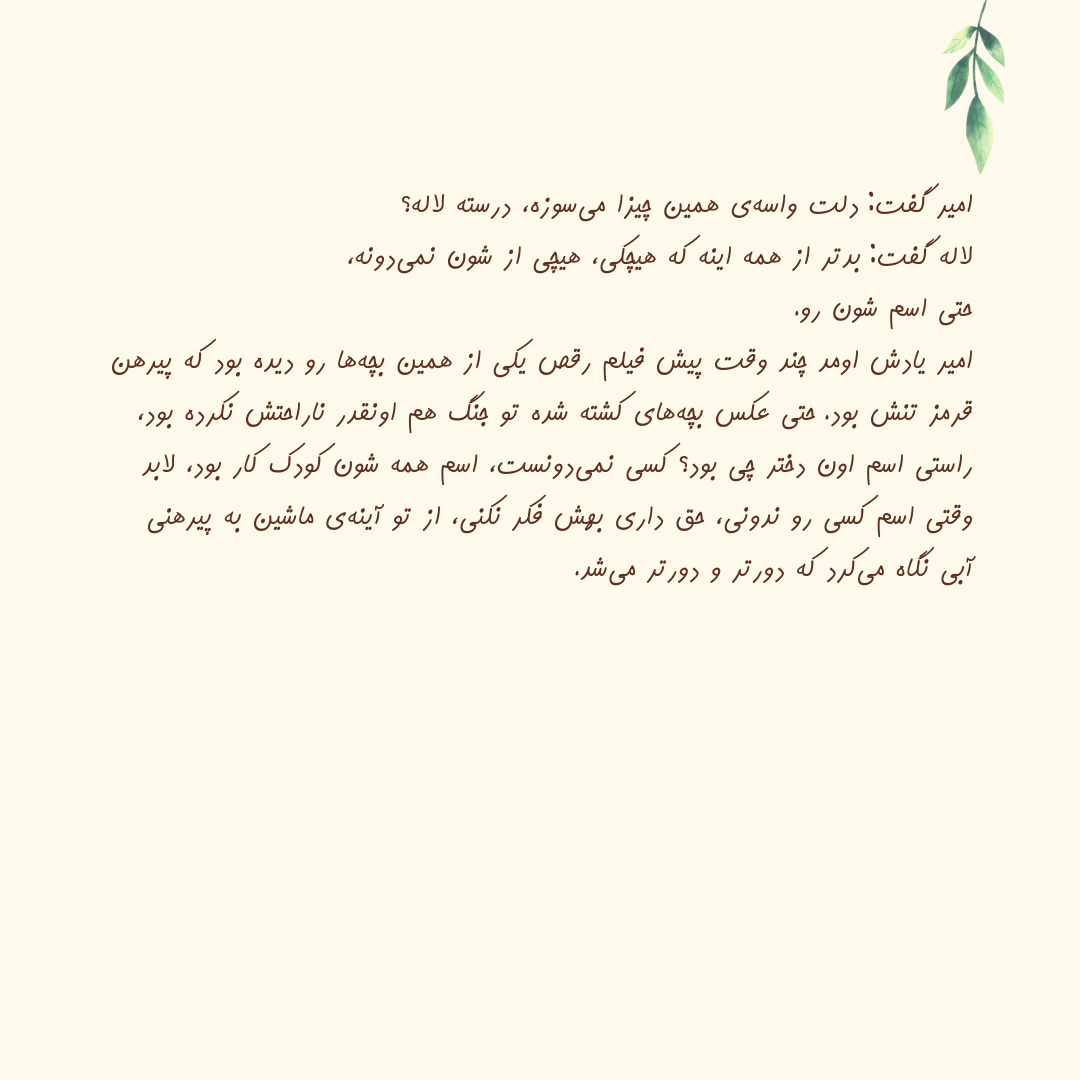 امیر گفت: دلت واسه‌ی همین چیزا می‌سوزه، درسته لاله؟
لاله گفت: بدتر از همه اینه که هیچکی، هیچی از شون نمی‌دونه،
حتی اسم شون رو.
امیر یادش اومد چند وقت پیش فیلم رقص یکی از همین بچه‌ها رو دیده بود که پیرهن
قرمز تنش بود. حتی عکس بچه‌های کشته شده تو جنگ هم اونقدر ناراحتش نکرده بود،
راستی اسم اون دختر چی بود؟ کسی نمی‌دونست، اسم همه شون کودک کار بود، لابد
وقتی اسم کسی رو ندونی، حق داری بهش فکر نکنی، از تو آینه‌ی ماشین به پیرهنی
آبی نگاه می‌کرد که دورتر و دورتر می‌شد.